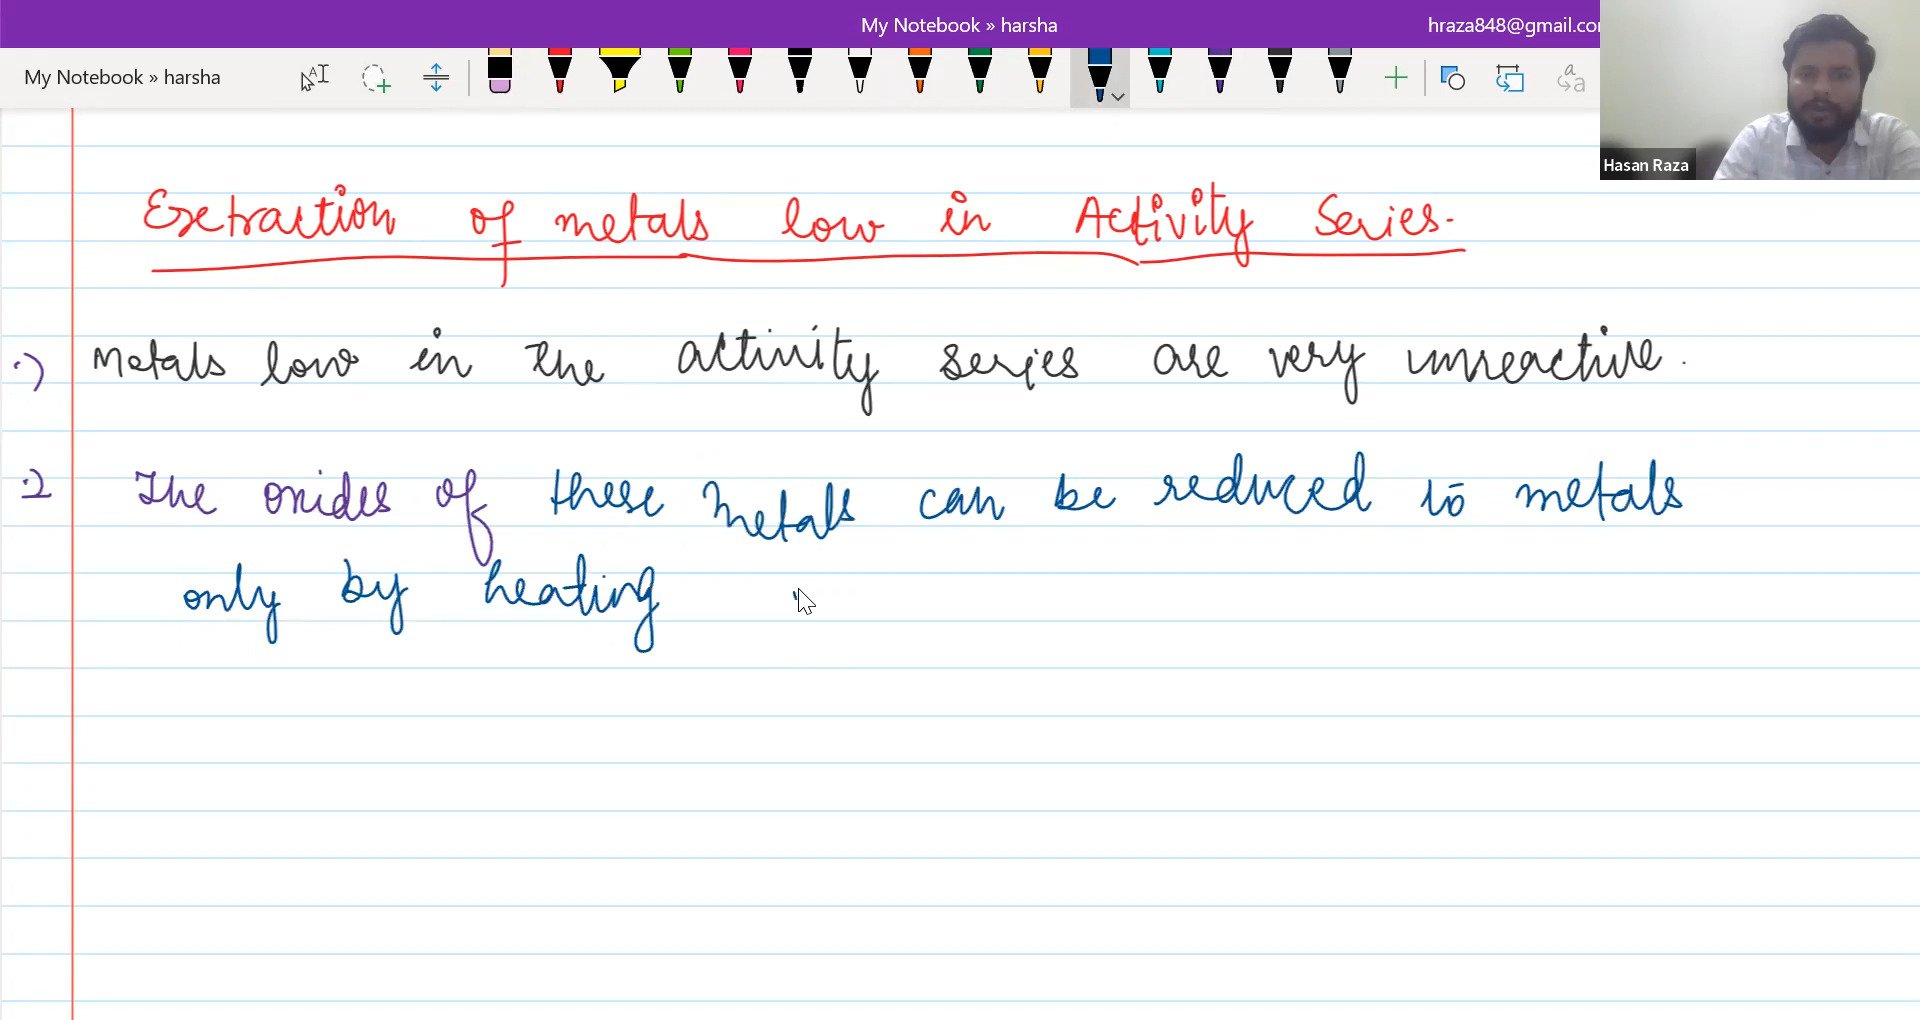 My Notebook » harsha
hraza848@gmail.co
My Notebook » harsha
Hasan Raza
Extraction of metals low in Activity Series.
1) Metals low in the activity series are very unreactive.
2 The oxides of these metals can be reduced to metals
only by heating